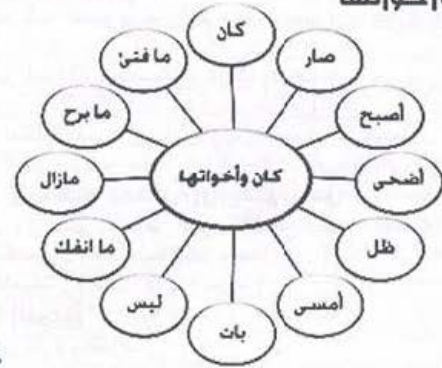 كان
صار
أصبح
أضحى
ظل
أمسى
بات
ليس
ما انفك
مازال
ما برح
ما فتئ
كان وأخواتها